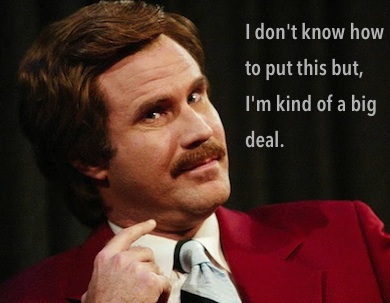 I don't know how
to put this but,
I'm kind of a big
deal.